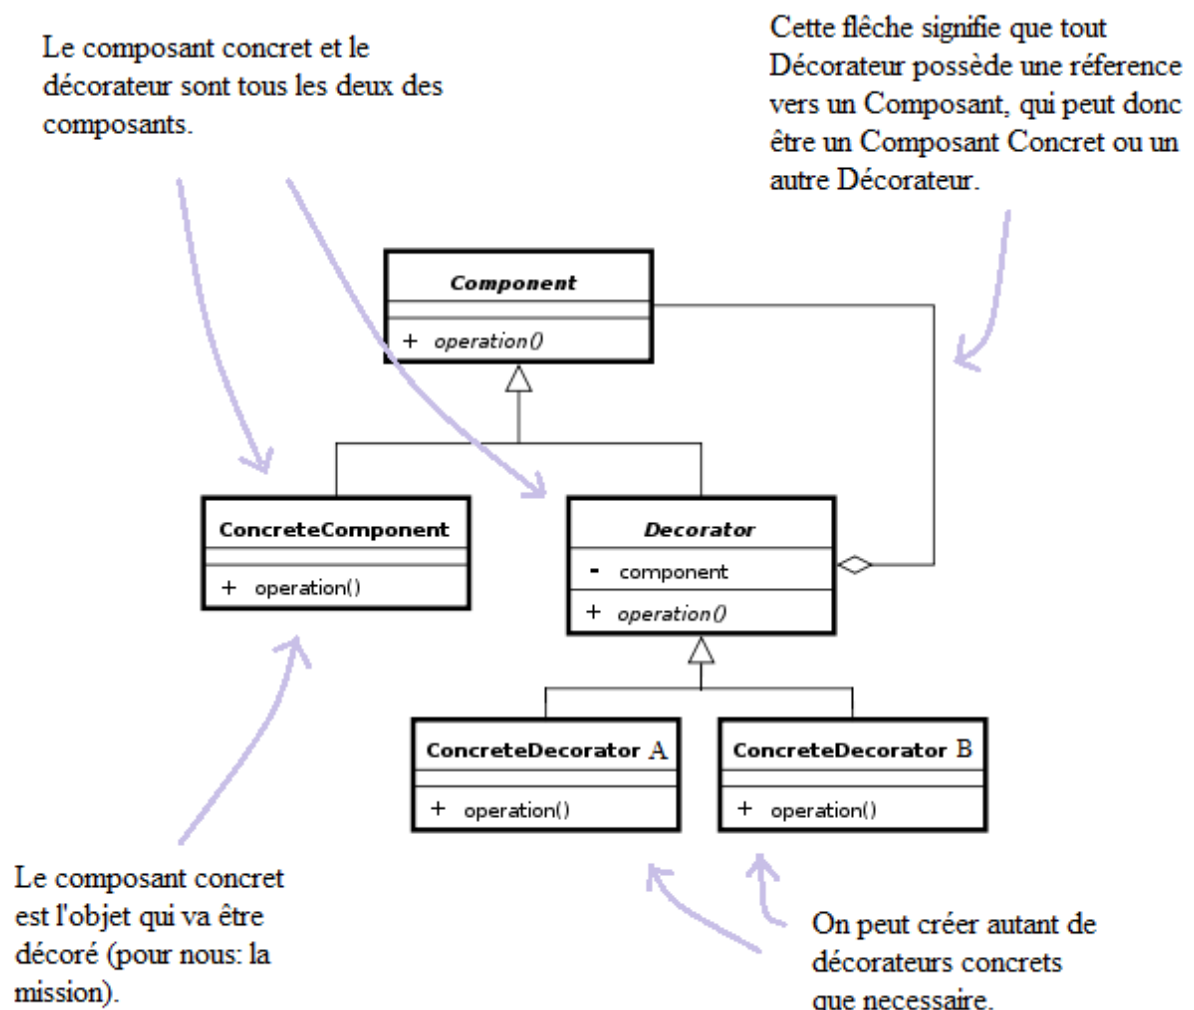 Le composant concret et le
décorateur sont tous les deux des
composants.
Cette flêche signifie que tout
Décorateur possède une réference
vers un Composant, qui peut donc
être un Composant Concret ou un
autre Décorateur.
Component
+ operation()
ConcreteComponent
+ operation()
Decorator
- component
+ operation()
ConcreteDecorator A
+ operation()
ConcreteDecorator B
+ operation()
Le composant concret
est l'objet qui va être
décoré (pour nous: la
mission).
On peut créer autant de
décorateurs concrets
que necessaire.